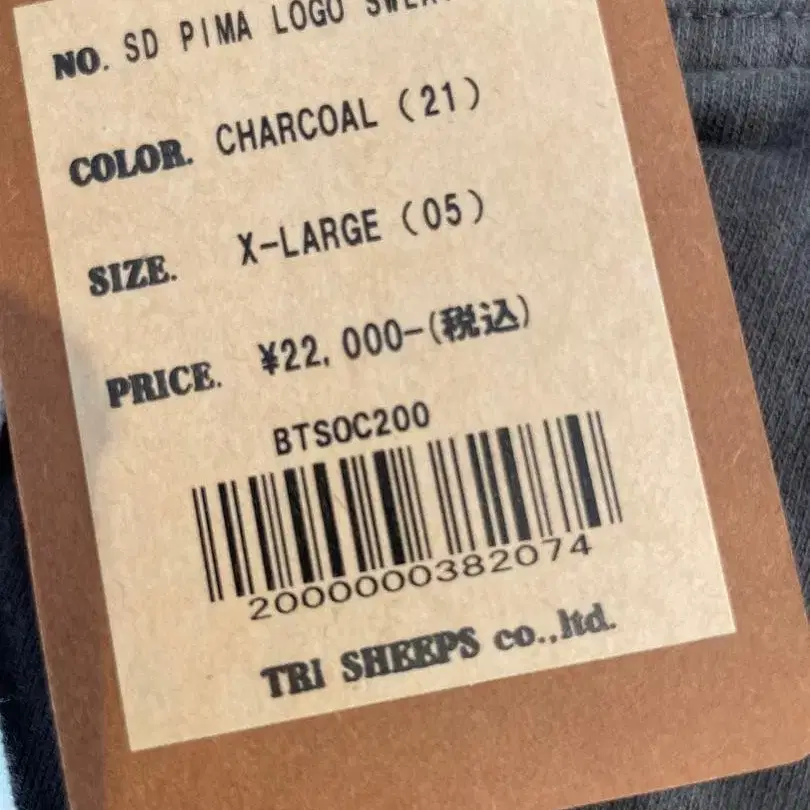 NO. SD PIMA LOGO
COLOR. CHARCOAL (21)
SIZE. X-LARGE (05)
PRICE. ¥22,000-(税込)
BTSOC200
2000000382074
TRI SHEEPS co.,ltd.